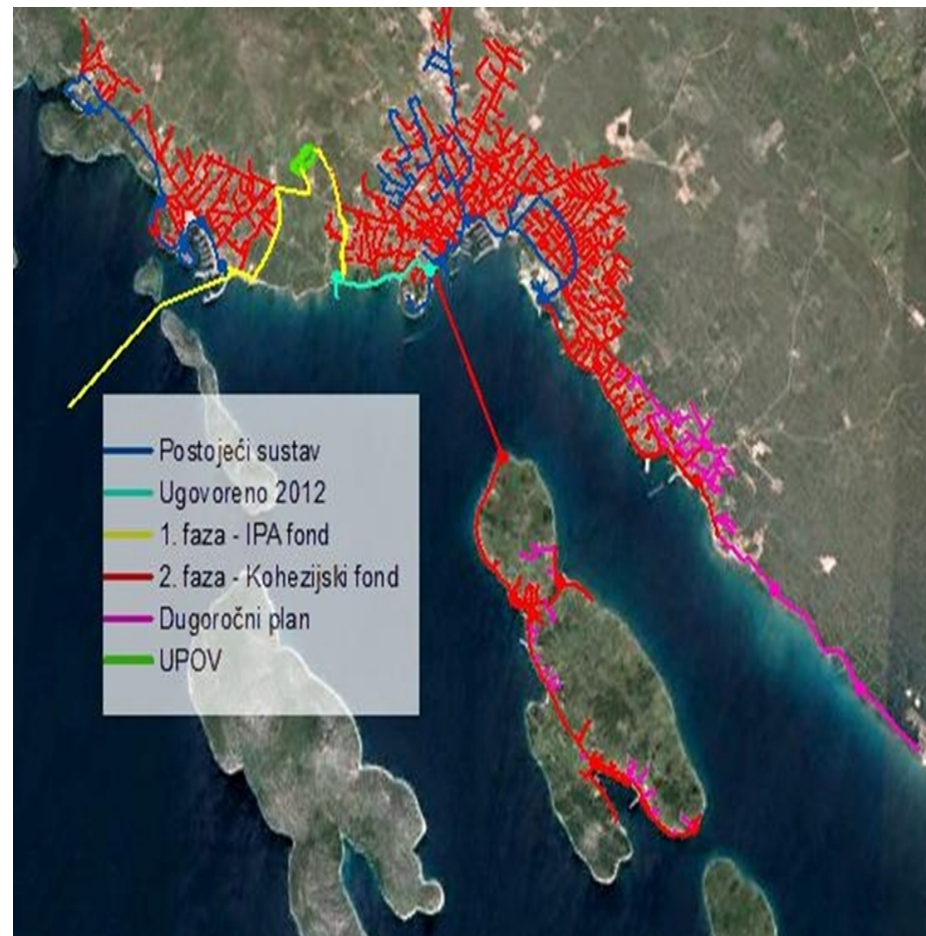 Postojeći sustav
Ugovoreno 2012
1. faza - IPA fond
2. faza - Kohezijski fond
Dugoročni plan
UPOV